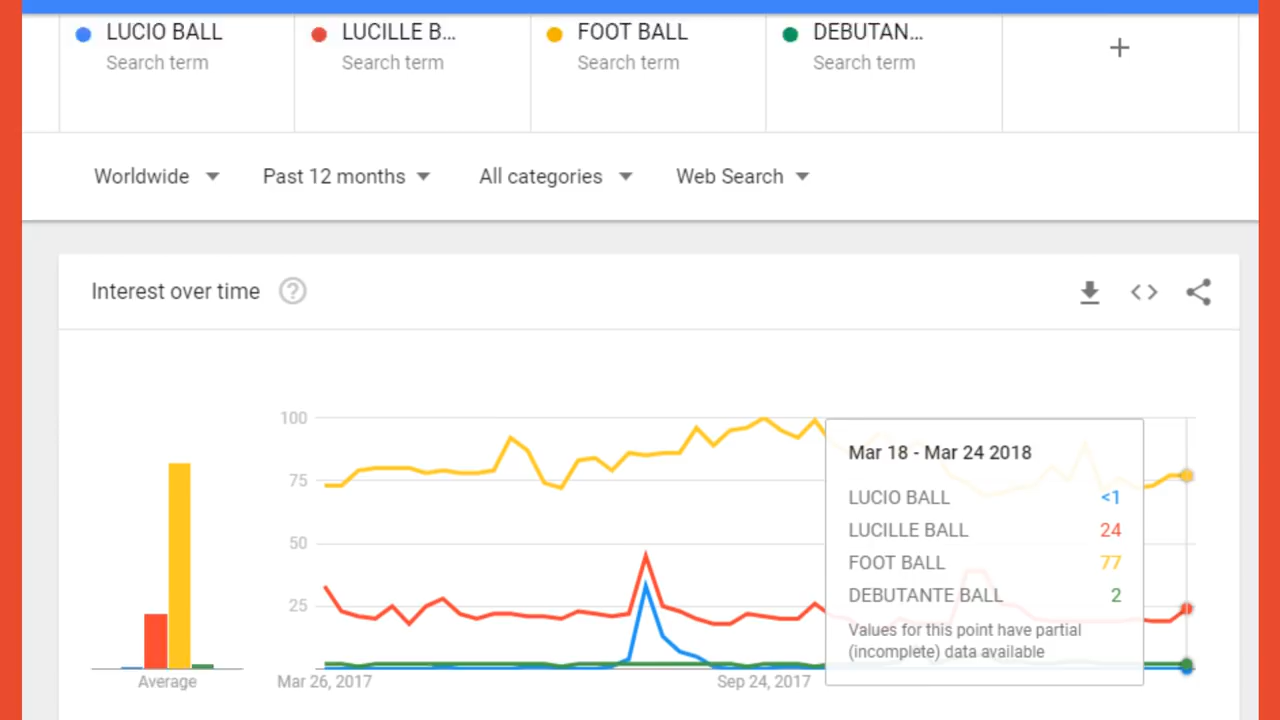 LUCIO BALL
Search term
LUCILLE B...
Search term
FOOT BALL
Search term
DEBUTAN...
Search term
+
Worldwide
Past 12 months
All categories
Web Search
Interest over time ?
100
75
50
25
Average
Mar 26, 2017
Sep 24, 2017
Mar 18 - Mar 24 2018
LUCIO BALL <1
LUCILLE BALL 24
FOOT BALL 77
DEBUTANTE BALL 2
Values for this point have partial
(incomplete) data available